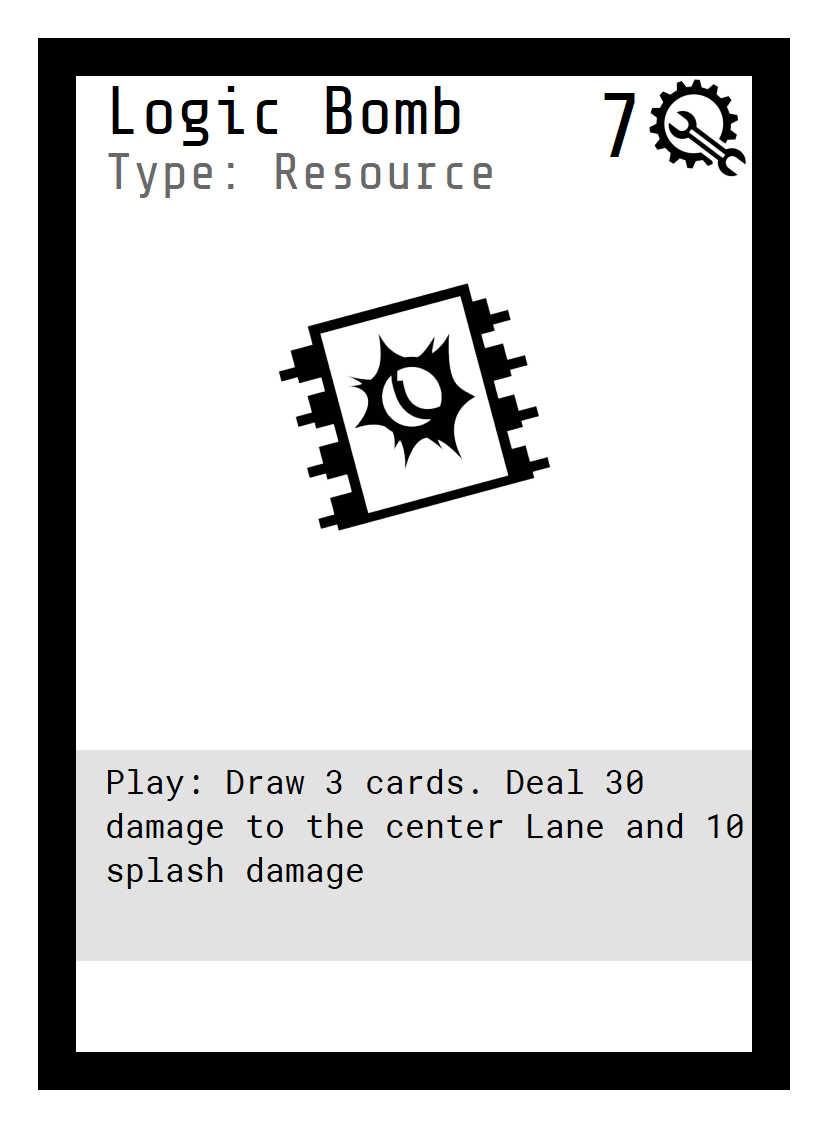 Logic Bomb
7
Type: Resource
Play: Draw 3 cards. Deal 30
damage to the center Lane and 10
splash damage